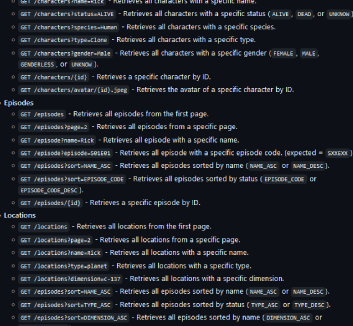 GET /characters?name=Rick - Retrieves all characters with a specific name.
GET /characters?status=ALIVE - Retrieves all characters with a specific status ( ALIVE , DEAD , or UNKNOWN )
GET /characters?species=Human - Retrieves all characters with a specific species.
GET /characters?type=Clone - Retrieves all characters with a specific type.
GET /characters?gender=Male - Retrieves all characters with a specific gender ( FEMALE , MALE ,
GENDERLESS , or UNKNOWN ).
GET /characters/{id} - Retrieves a specific character by ID.
GET /characters/avatar/{id}.jpeg - Retrieves the avatar of a specific character by ID.
Episodes
GET /episodes - Retrieves all episodes from the first page.
GET /episodes?page=2 - Retrieves all episodes from a specific page.
GET /episode?name=Rick - Retrieves all episode with a specific name.
GET /episode?episode=S01E01 - Retrieves all episode with a specific episode code. (expected = SXXEXX )
GET /episodes?sort=NAME_ASC - Retrieves all episodes sorted by name ( NAME_ASC or NAME_DESC ).
GET /episodes?sort=EPISODE_CODE - Retrieves all episodes sorted by status ( EPISODE_CODE or
EPISODE_CODE_DESC ).
GET /episodes/{id} - Retrieves a specific episode by ID.
Locations
GET /locations - Retrieves all locations from the first page.
GET /locations?page=2 - Retrieves all locations from a specific page.
GET /locations?name=Rick - Retrieves all locations with a specific name.
GET /locations?type=planet - Retrieves all locations with a specific type.
GET /locations?dimension=c-137 - Retrieves all locations with a specific dimension.
GET /episodes?sort=NAME_ASC - Retrieves all episodes sorted by name ( NAME_ASC or NAME_DESC ).
GET /episodes?sort=TYPE_ASC - Retrieves all episodes sorted by status ( TYPE_ASC or TYPE_DESC ).
GET /episodes?sort=DIMENSION_ASC - Retrieves all episodes sorted by name ( DIMENSION_ASC or